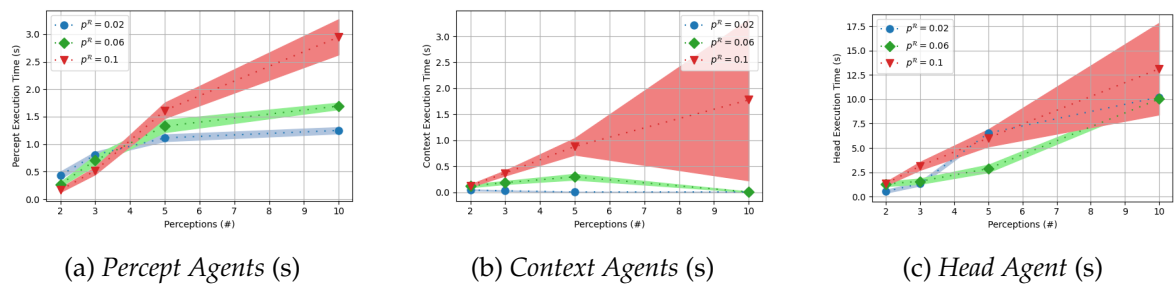 p^R = 0.02
p^R = 0.06
p^R = 0.1
Percept Execution Time (s)
3.0
2.5
2.0
1.5
1.0
0.5
0.0
2 3 4 5 6 7 8 9 10
Perceptions (#)
(a) Percept Agents (s)
p^R = 0.02
p^R = 0.06
p^R = 0.1
Context Execution Time (s)
3.0
2.5
2.0
1.5
1.0
0.5
0.0
2 3 4 5 6 7 8 9 10
Perceptions (#)
(b) Context Agents (s)
p^R = 0.02
p^R = 0.06
p^R = 0.1
Head Execution Time (s)
17.5
15.0
12.5
10.0
7.5
5.0
2.5
0.0
2 3 4 5 6 7 8 9 10
Perceptions (#)
(c) Head Agent (s)